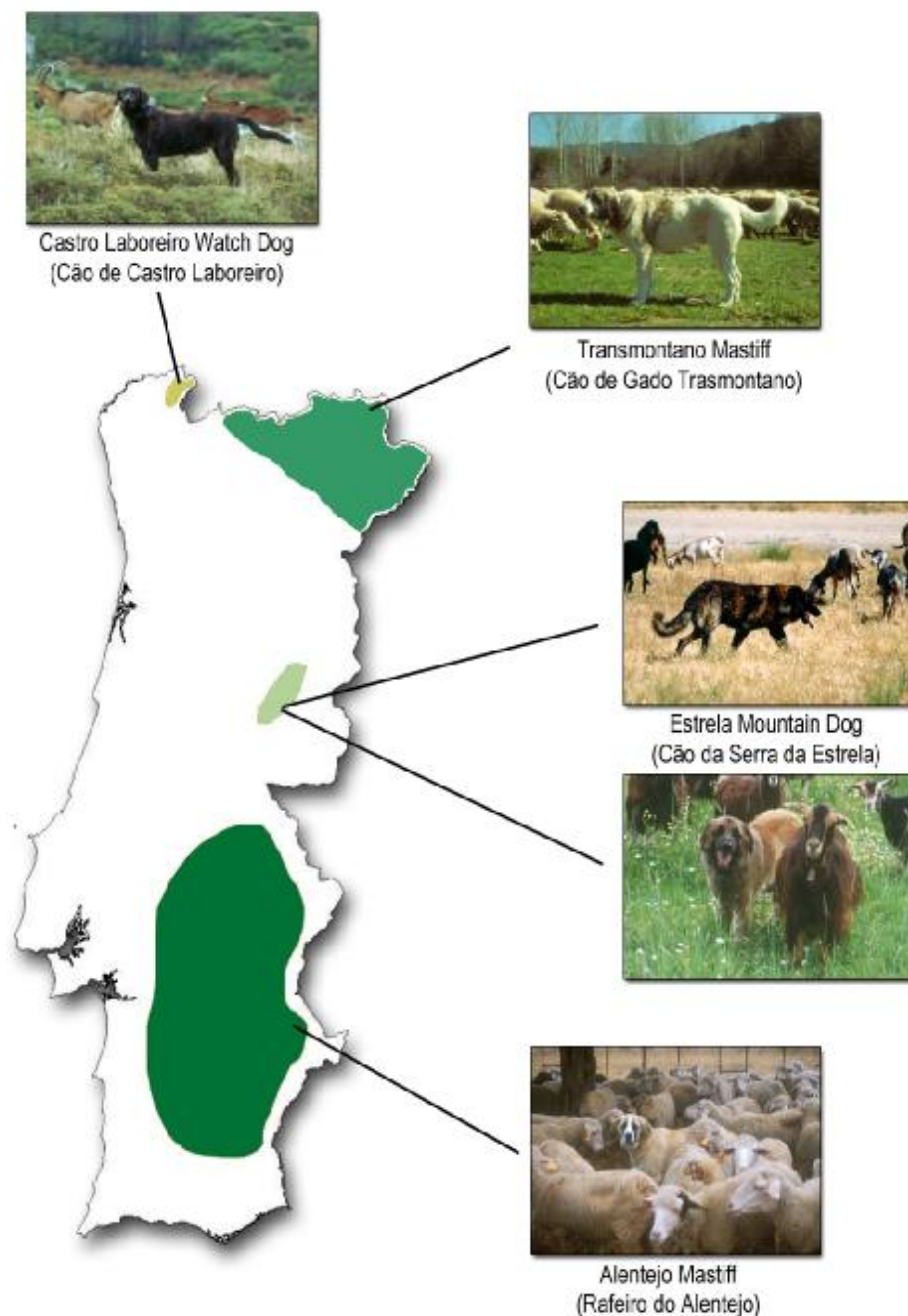 Castro Laboreiro Watch Dog
(Cão de Castro Laboreiro)
Transmontano Mastiff
(Cão de Gado Trasmontano)
Estrela Mountain Dog
(Cão da Serra da Estrela)
Alentejo Mastiff
(Rafeiro do Alentejo)